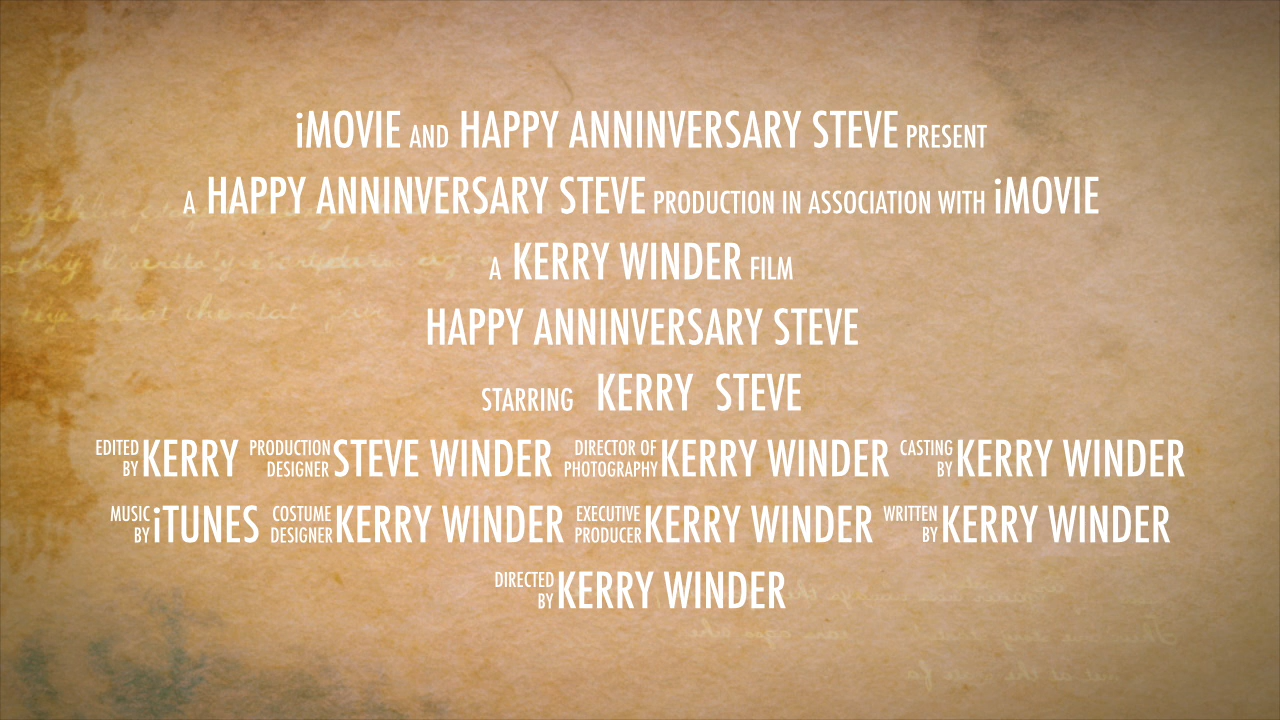 iMOVIE AND HAPPY ANNINVERSARY STEVE PRESENT
A HAPPY ANNINVERSARY STEVE PRODUCTION IN ASSOCIATION WITH iMOVIE
A KERRY WINDER FILM
HAPPY ANNINVERSARY STEVE
STARRING KERRY STEVE
EDITED BY KERRY PRODUCTION DESIGNER STEVE WINDER DIRECTOR OF PHOTOGRAPHY KERRY WINDER CASTING BY KERRY WINDER
MUSIC BY iTUNES COSTUME DESIGNER KERRY WINDER EXECUTIVE PRODUCER KERRY WINDER WRITTEN BY KERRY WINDER
DIRECTED BY KERRY WINDER